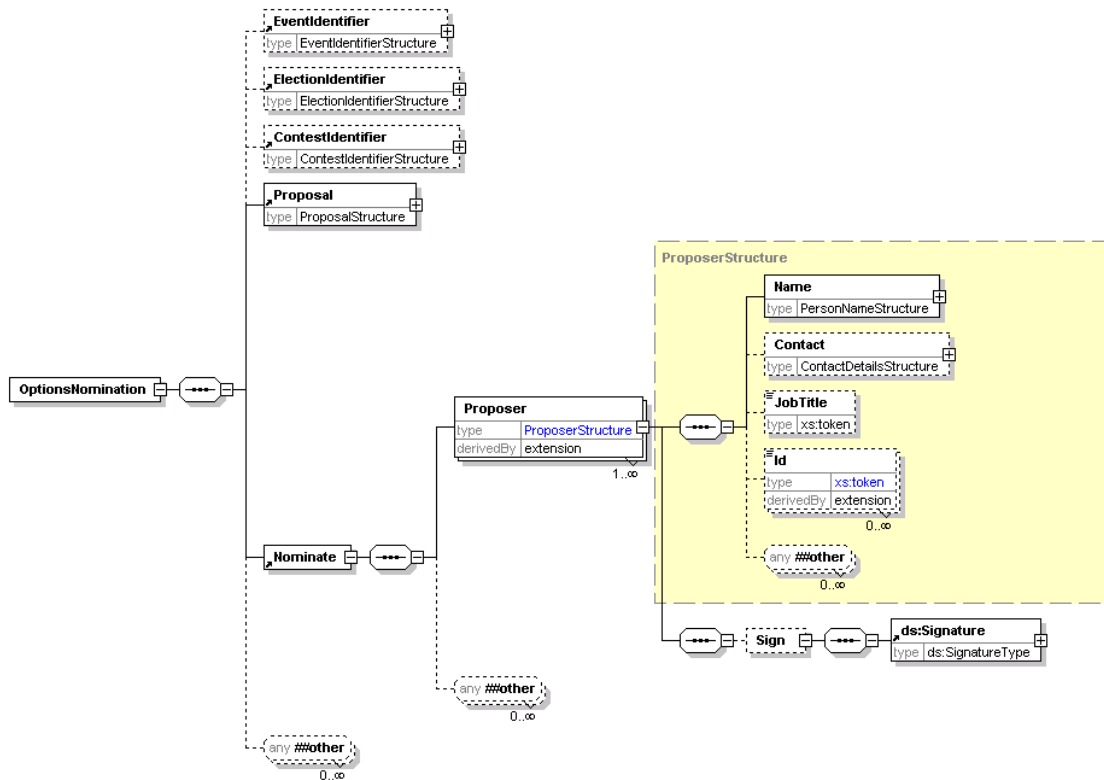 EventIdentifier
type EventIdentifierStructure
ElectionIdentifier
type ElectionIdentifierStructure
ContestIdentifier
type ContestIdentifierStructure
Proposal
type ProposalStructure
ProposerStructure
Name
type PersonNameStructure
Contact
type ContactDetailsStructure
OptionsNomination
JobTitle
type xs:token
Proposer
type ProposerStructure
derivedBy extension
1..∞
Id
type xs:token
derivedBy extension
0..∞
Nominate
any ##other
0..∞
Sign
ds:Signature
type ds:SignatureType
any ##other
0..∞
any ##other
0..∞